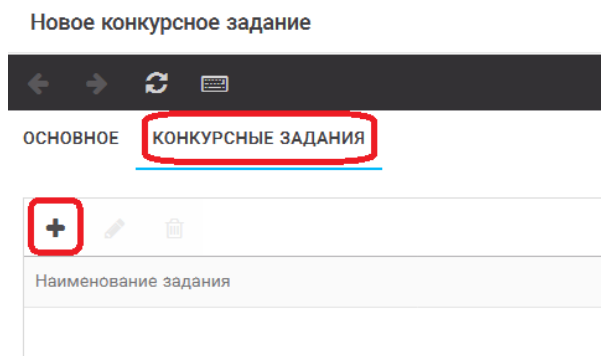 Новое конкурсное задание
ОСНОВНОЕ КОНКУРСНЫЕ ЗАДАНИЯ
Наименование задания